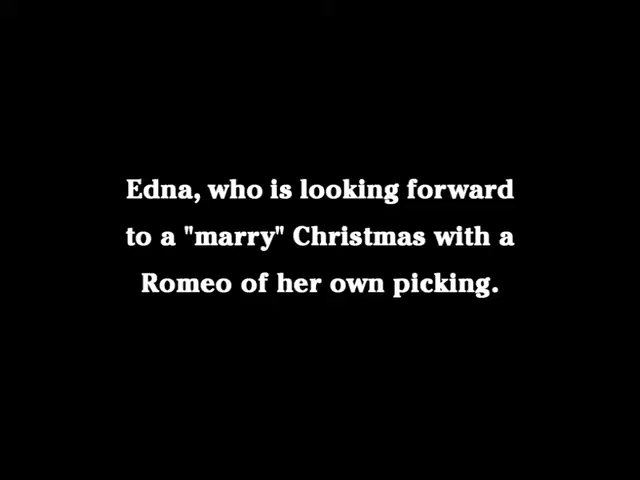 Edna, who is looking forward
to a "marry" Christmas with a
Romeo of her own picking.